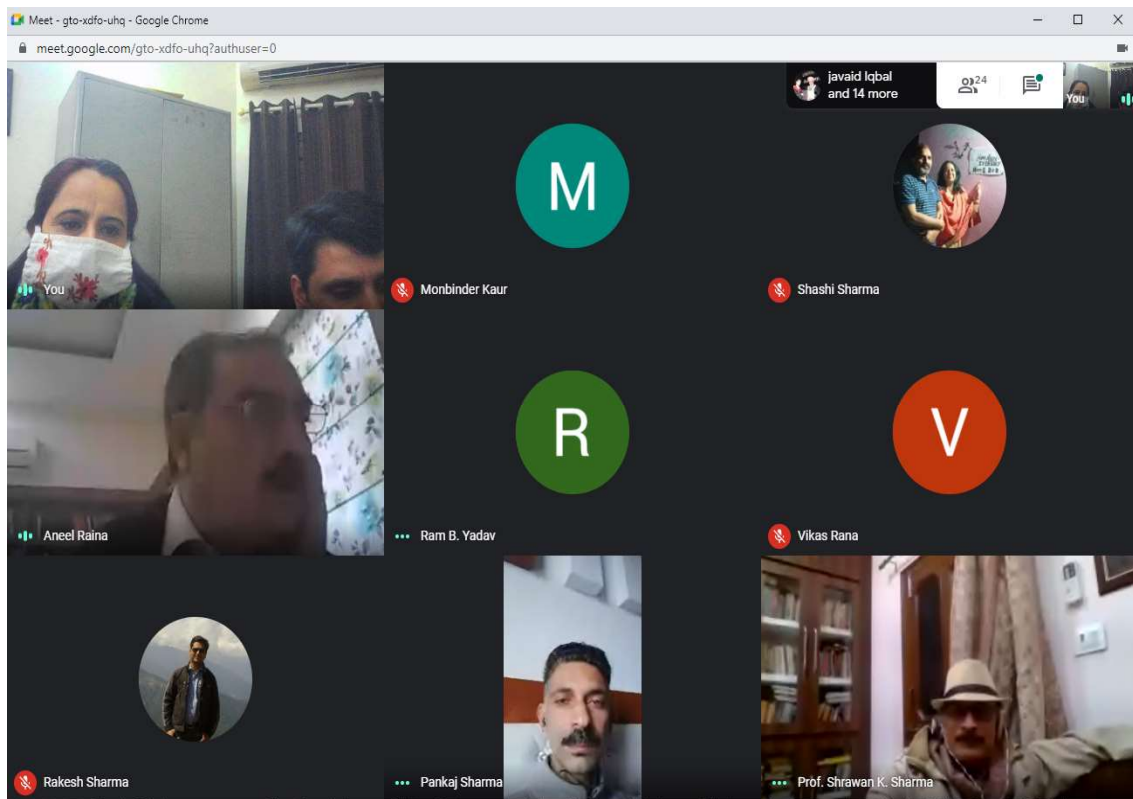 Meet - gto-xdfo-uhq - Google Chrome
meet.google.com/gto-xdfo-uhq?authuser=0
javaid Iqbal
and 14 more
24
You
You
M
Monbinder Kaur
Shashi Sharma
Aneel Raina
R
Ram B. Yadav
V
Vikas Rana
Rakesh Sharma
Pankaj Sharma
Prof. Shrawan K. Sharma